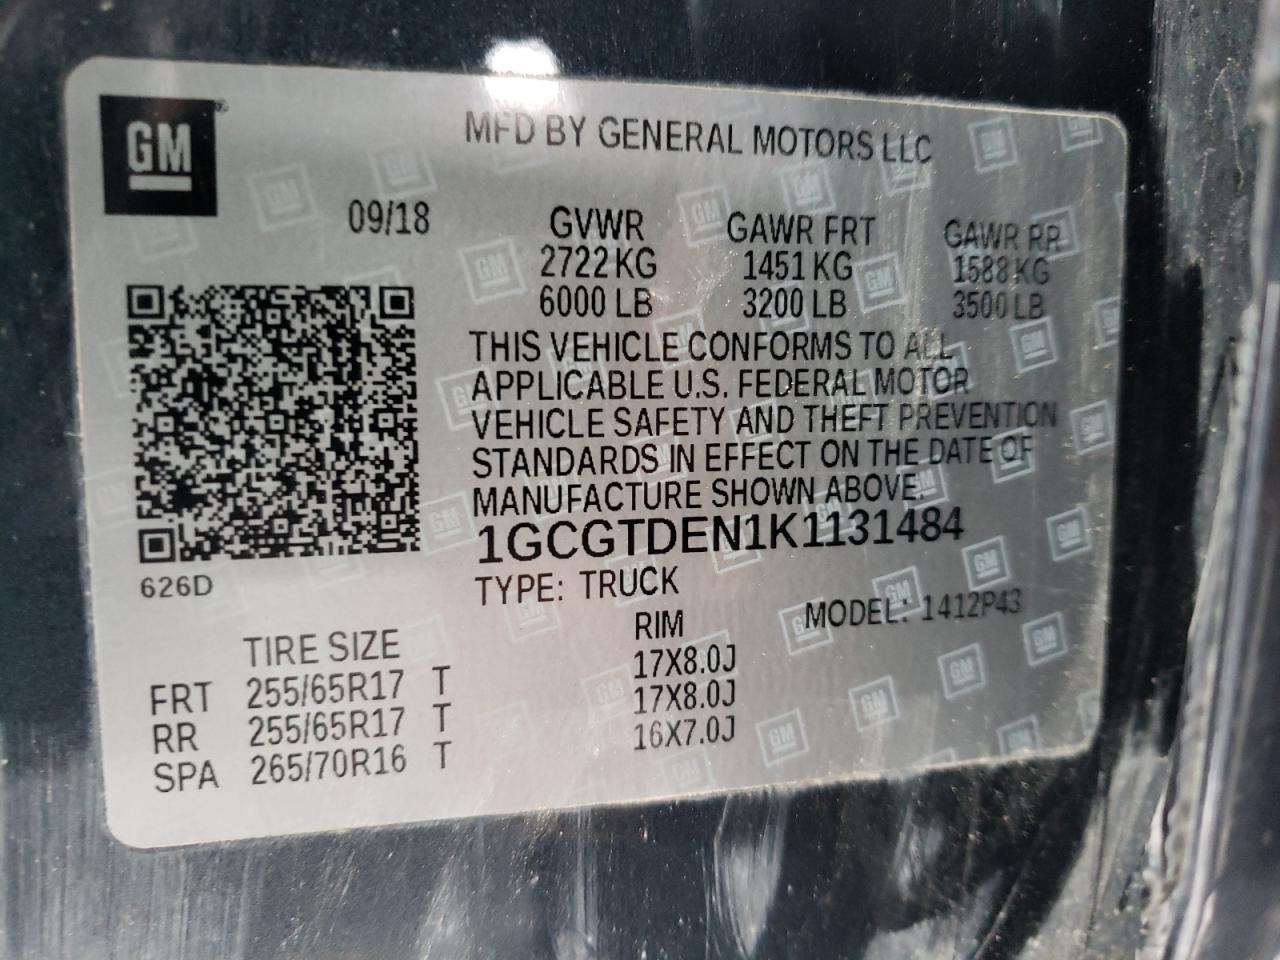 GM
MFD BY GENERAL MOTORS LLC
09/18
GVWR GAWR FRT GAWR RR
2722 KG 1451 KG 1588 KG
6000 LB 3200 LB 3500 LB
THIS VEHICLE CONFORMS TO ALL
APPLICABLE U.S. FEDERAL MOTOR
VEHICLE SAFETY AND THEFT PREVENTION
STANDARDS IN EFFECT ON THE DATE OF
MANUFACTURE SHOWN ABOVE.
1GCGTDEN1K1131484
626D
TYPE: TRUCK
MODEL: 1412P43
TIRE SIZE RIM
FRT 255/65R17 T 17X8.0J
RR 255/65R17 T 17X8.0J
SPA 265/70R16 T 16X7.0J